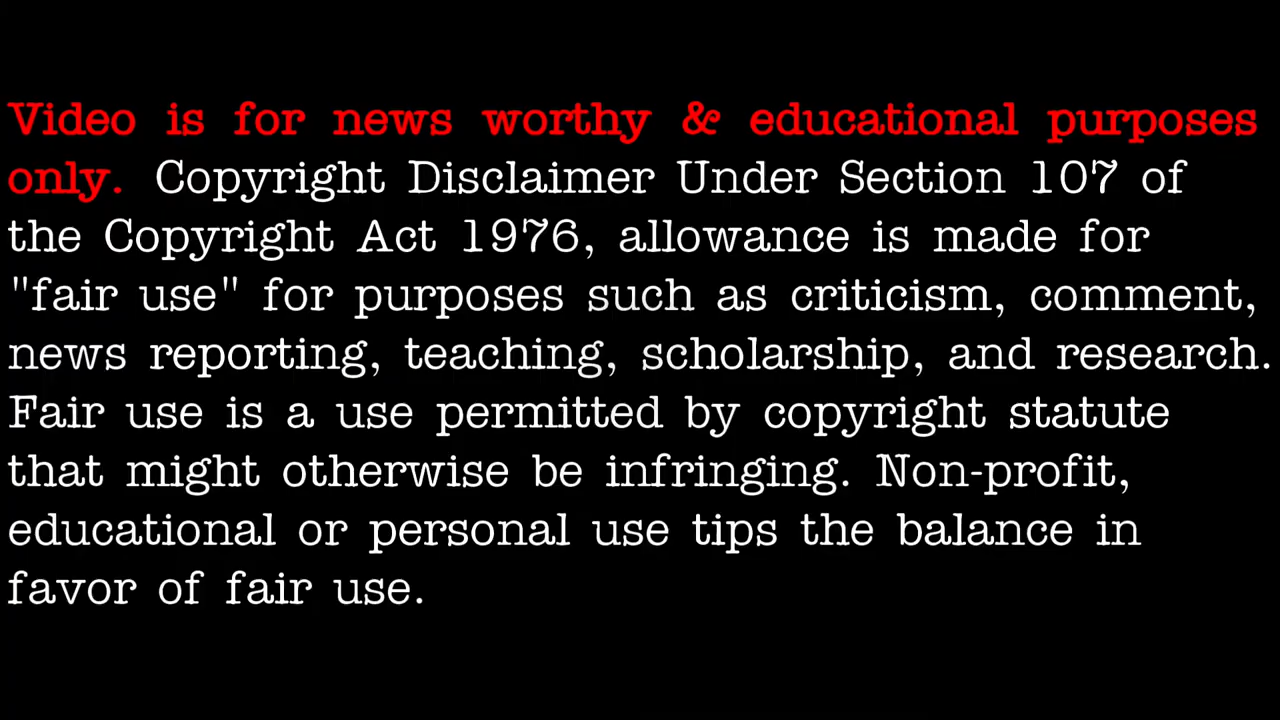 Video is for news worthy & educational purposes
only. Copyright Disclaimer Under Section 107 of
the Copyright Act 1976, allowance is made for
"fair use" for purposes such as criticism, comment,
news reporting, teaching, scholarship, and research.
Fair use is a use permitted by copyright statute
that might otherwise be infringing. Non-profit,
educational or personal use tips the balance in
favor of fair use.